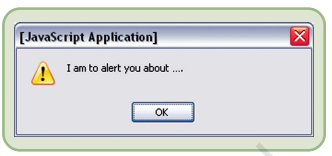 [JavaScript Application]
I am to alert you about ....
OK